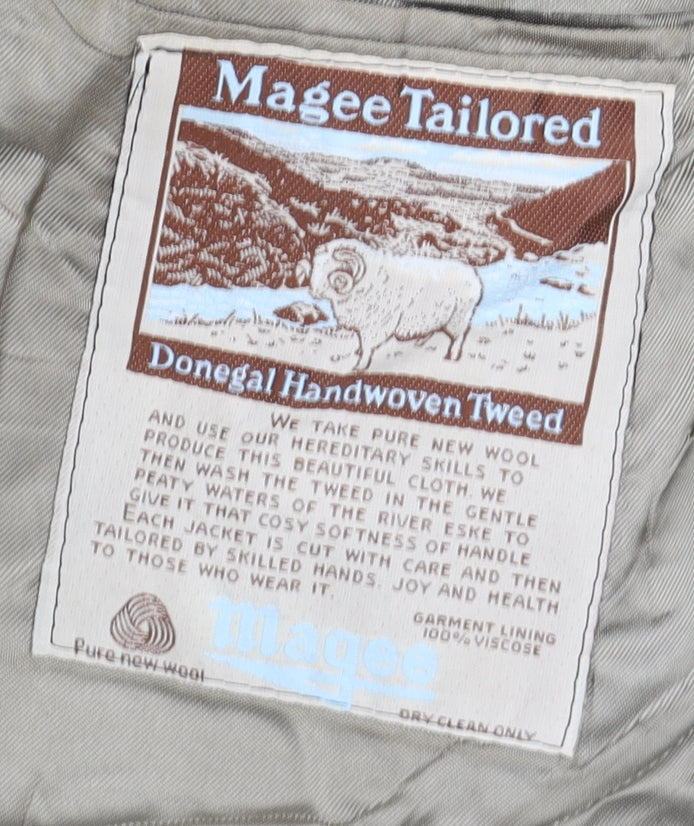 Magee Tailored
Donegal Handwoven Tweed
WE TAKE PURE NEW WOOL
AND USE OUR HEREDITARY SKILLS TO
PRODUCE THIS BEAUTIFUL CLOTH. WE
THEN WASH THE TWEED IN THE GENTLE
PEATY WATERS OF THE RIVER ESKE TO
GIVE IT THAT COSY SOFTNESS OF HANDLE
EACH JACKET IS CUT WITH CARE AND THEN
TAILORED BY SKILLED HANDS. JOY AND HEALTH
TO THOSE WHO WEAR IT.
Pure new wool
Magee
GARMENT LINING
100% VISCOSE
DRY CLEAN ONLY